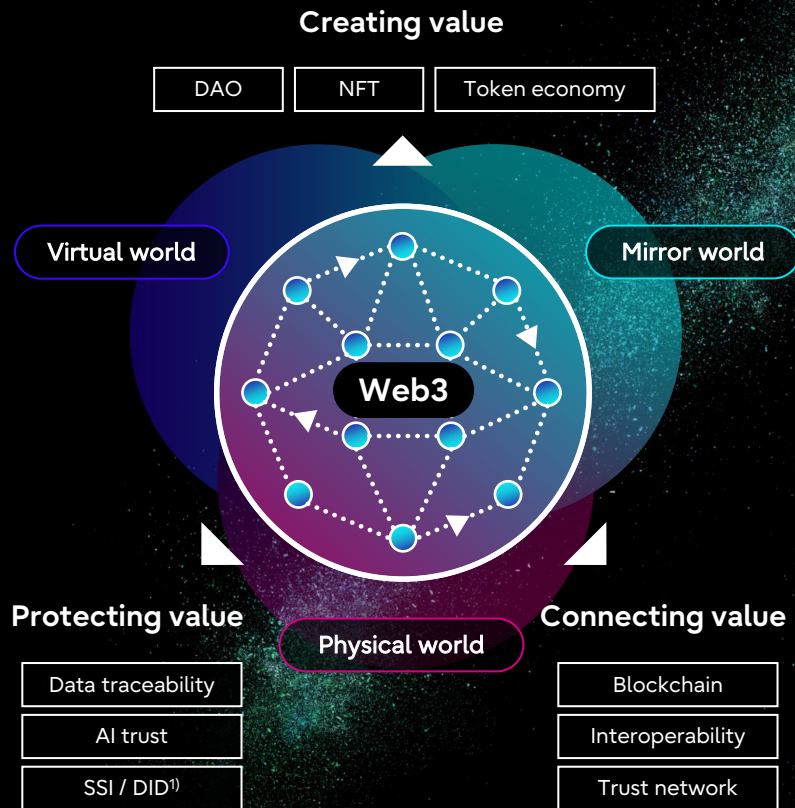 Creating value
DAO
NFT
Token economy
Virtual world
Mirror world
Web3
Protecting value
Connecting value
Physical world
Data traceability
AI trust
SSI / DID¹⁾
Blockchain
Interoperability
Trust network